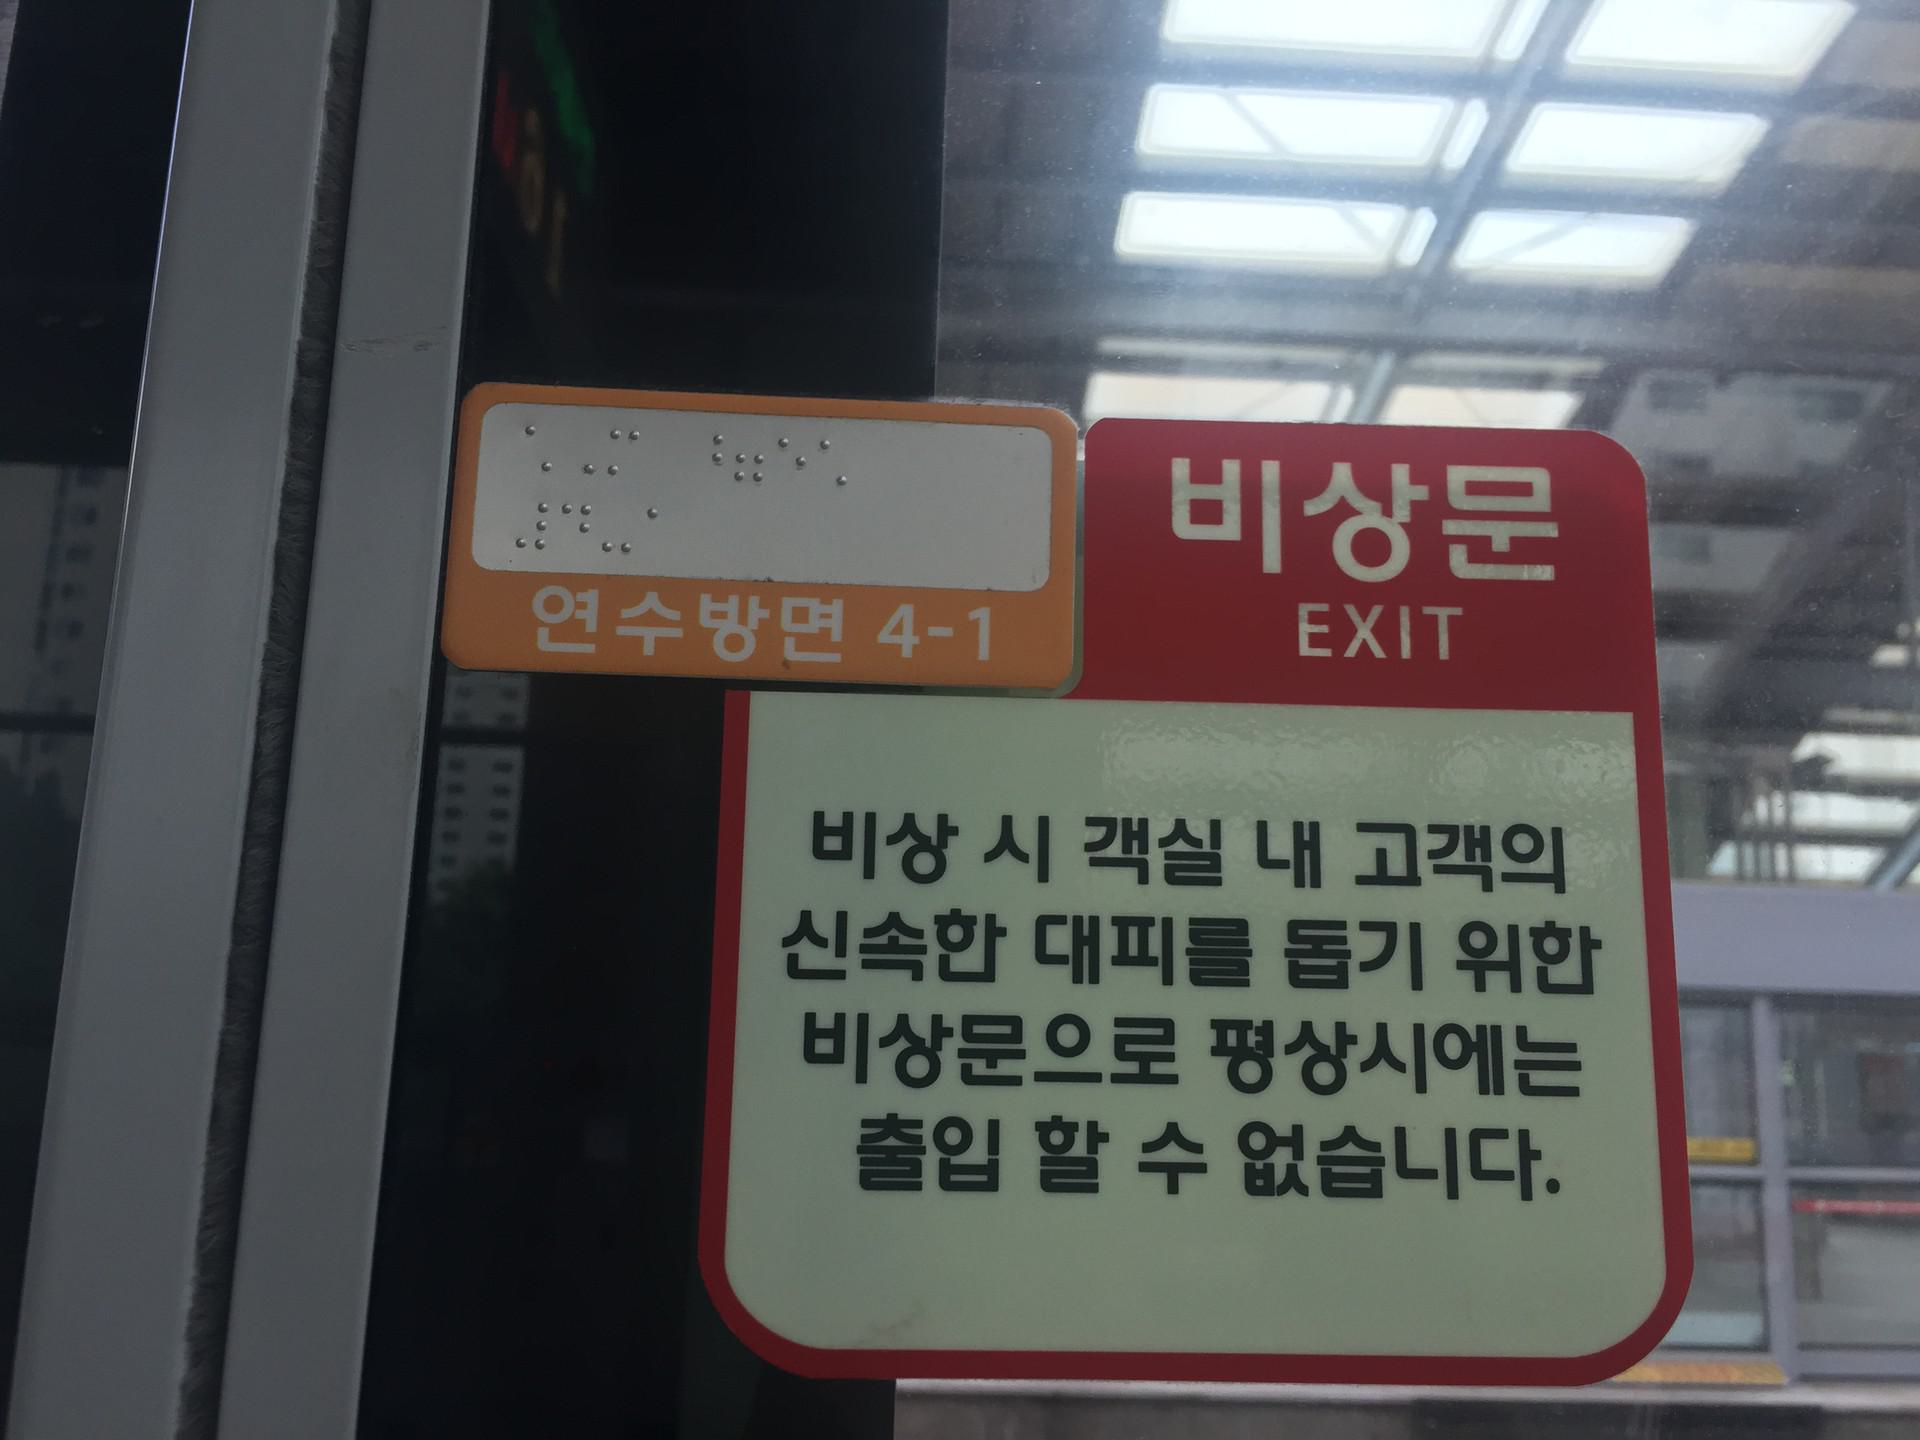 연수방면 4-1
비상문
EXIT
비상 시 객실 내 고객의
신속한 대피를 돕기 위한
비상문으로 평상시에는
출입 할 수 없습니다.